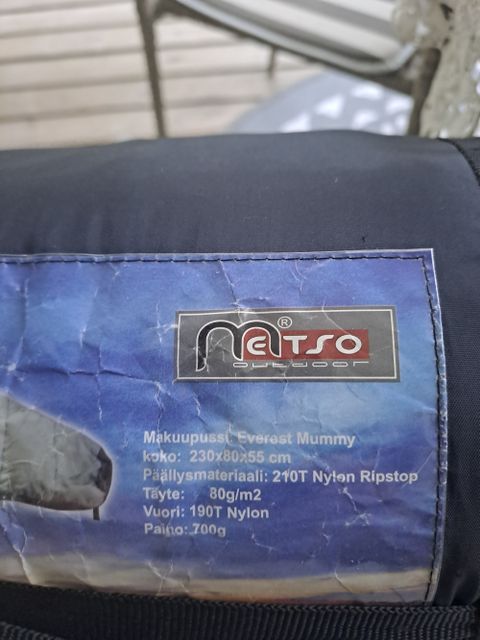 METSO®
outdoor
Makuupussi: Everest Mummy
koko: 230x80x55 cm
Päällysmateriaali: 210T Nylon Ripstop
Täyte: 80g/m2
Vuori: 190T Nylon
Paino: 700g